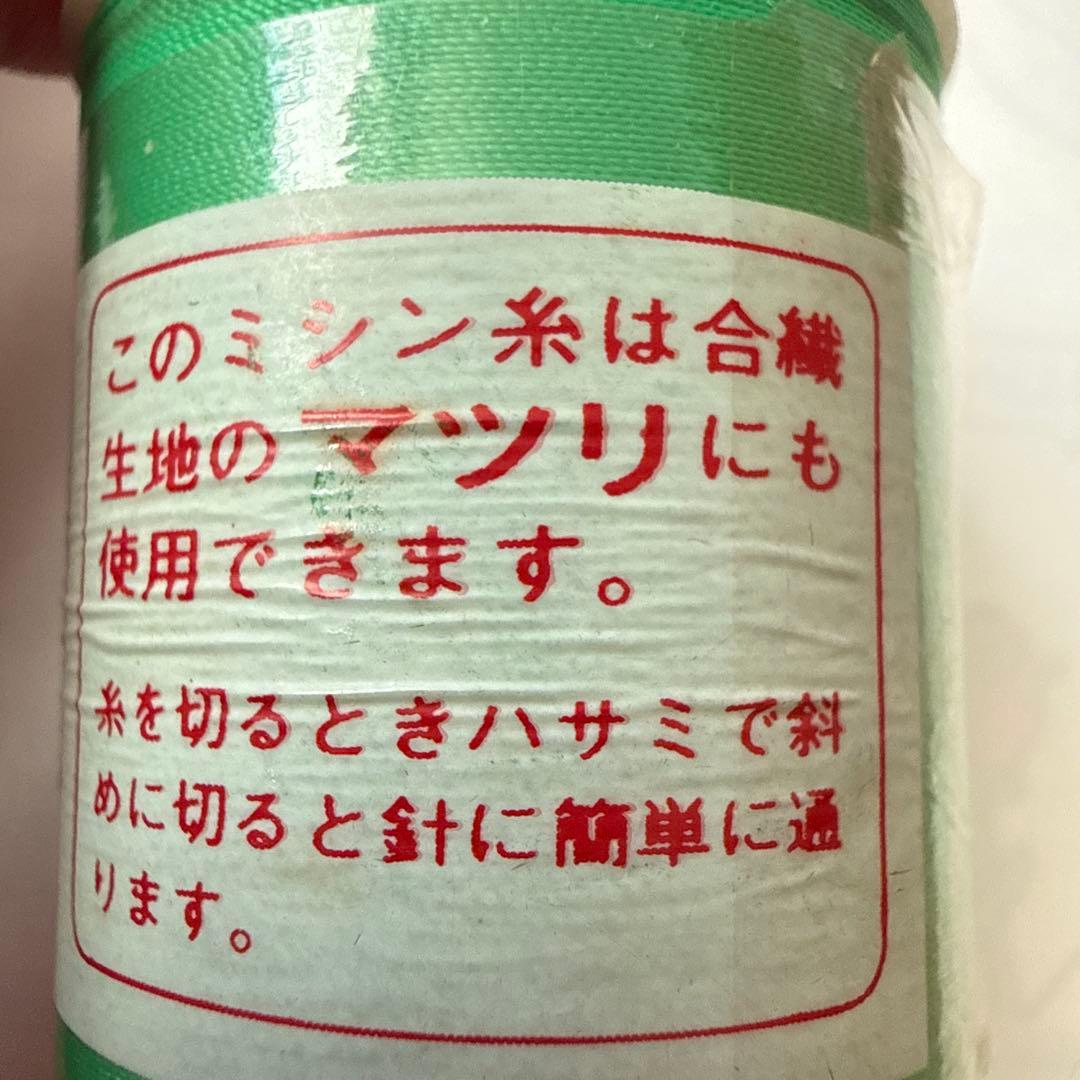 このミシン糸は合繊
生地のマツリにも
使用できます。
糸を切るときハサミで斜
めに切ると針に簡単に通
ります。